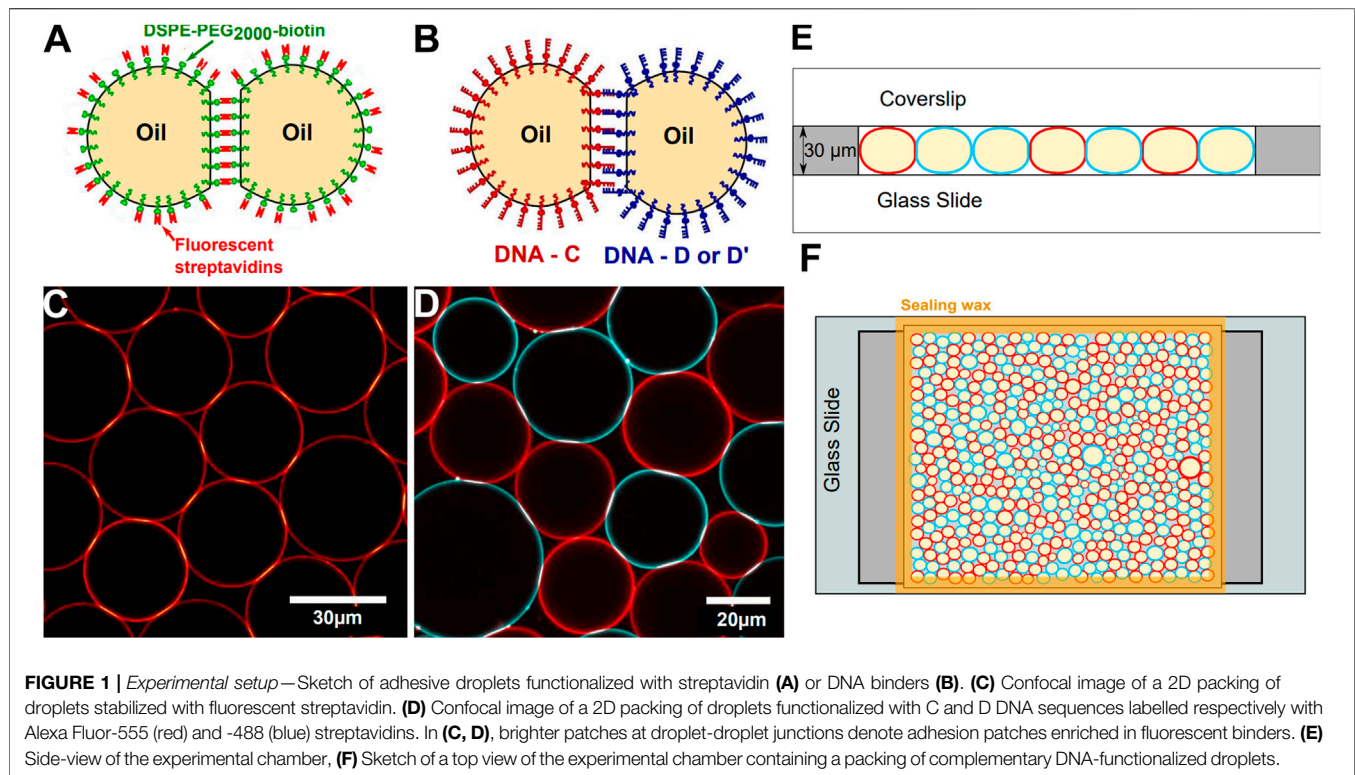 A
DSPE-PEG2000-biotin
Oil
Oil
Fluorescent
streptavidins
B
Oil
Oil
DNA - C
DNA - D or D'
E
Coverslip
30 µm
Glass Slide
C
30µm
D
20µm
F
Sealing wax
Glass Slide
FIGURE 1 | Experimental setup—Sketch of adhesive droplets functionalized with streptavidin (A) or DNA binders (B). (C) Confocal image of a 2D packing of
droplets stabilized with fluorescent streptavidin. (D) Confocal image of a 2D packing of droplets functionalized with C and D DNA sequences labelled respectively with
Alexa Fluor-555 (red) and -488 (blue) streptavidins. In (C, D), brighter patches at droplet-droplet junctions denote adhesion patches enriched in fluorescent binders. (E)
Side-view of the experimental chamber, (F) Sketch of a top view of the experimental chamber containing a packing of complementary DNA-functionalized droplets.